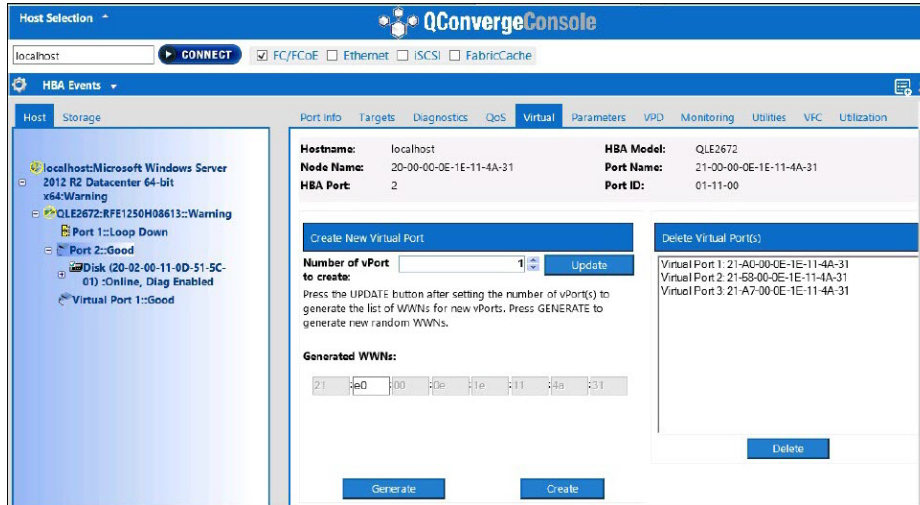 Host Selection
QConvergeConsole
localhost
CONNECT
FC/FCoE Ethernet iSCSI FabricCache
HBA Events
Host Storage
Port Info Targets Diagnostics QoS Virtual Parameters VPD Monitoring Utilities VFC Utilization
localhost:Microsoft Windows Server
2012 R2 Datacenter 64-bit
x64:Warning
QLE2672:RFE1250H08613::Warning
Port 1::Loop Down
Port 2::Good
Disk (20-02-00-11-0D-51-5C-
01) :Online, Diag Enabled
Virtual Port 1::Good
Hostname: localhost HBA Model: QLE2672
Node Name: 20-00-00-0E-1E-11-4A-31 Port Name: 21-00-00-0E-1E-11-4A-31
HBA Port: 2 Port ID: 01-11-00
Create New Virtual Port
Number of vPort
to create:
1
Update
Press the UPDATE button after setting the number of vPort(s) to
generate the list of WWNs for new vPorts. Press GENERATE to
generate new random WWNs.
Generated WWNs:
21 :e0 :00 :0e :1e :11 :4a :31
Generate Create
Delete Virtual Port(s)
Virtual Port 1: 21-A0-00-0E-1E-11-4A-31
Virtual Port 2: 21-58-00-0E-1E-11-4A-31
Virtual Port 3: 21-A7-00-0E-1E-11-4A-31
Delete